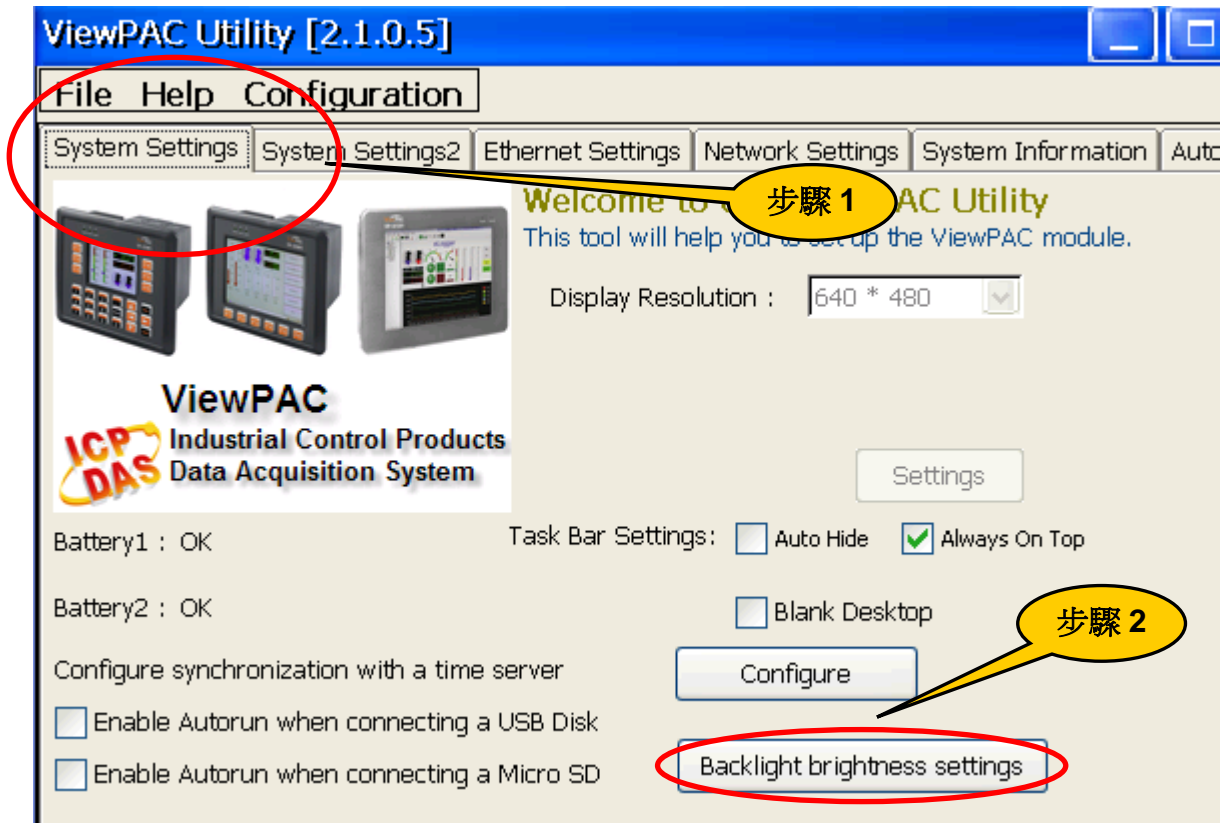 ViewPAC Utility [2.1.0.5]
File Help Configuration
System Settings System Settings2 Ethernet Settings Network Settings System Information Auto
步驟 1
Welcome to AC Utility
This tool will help you to set up the ViewPAC module.
Display Resolution : 640 * 480
ViewPAC
ICP DAS
Industrial Control Products
Data Acquisition System
Settings
Battery1 : OK
Task Bar Settings: Auto Hide Always On Top
Battery2 : OK
Blank Desktop
步驟 2
Configure synchronization with a time server
Configure
Enable Autorun when connecting a USB Disk
Enable Autorun when connecting a Micro SD
Backlight brightness settings